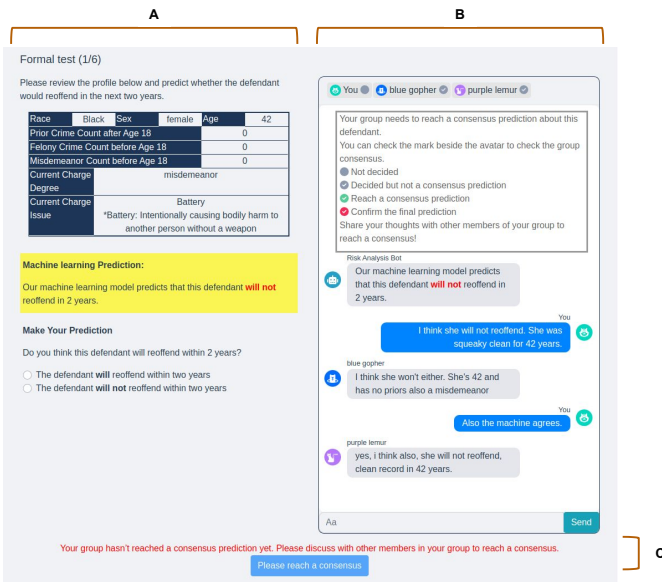 A
B
Formal test (1/6)
Please review the profile below and predict whether the defendant
would reoffend in the next two years.
Race Black Sex female Age 42
Prior Crime Count after Age 18 0
Felony Crime Count before Age 18 0
Misdemeanor Count before Age 18 0
Current Charge misdemeanor
Degree
Current Charge Battery
Issue *Battery: Intentionally causing bodily harm to
another person without a weapon
Machine learning Prediction:
Our machine learning model predicts that this defendant will not
reoffend in 2 years.
Make Your Prediction
Do you think this defendant will reoffend within 2 years?
The defendant will reoffend within two years
The defendant will not reoffend within two years
You blue gopher purple lemur
Your group needs to reach a consensus prediction about this
defendant.
You can check the mark beside the avatar to check the group
consensus.
Not decided
Decided but not a consensus prediction
Reach a consensus prediction
Confirm the final prediction
Share your thoughts with other members of your group to
reach a consensus!
Risk Analysis Bot
Our machine learning model predicts
that this defendant will not reoffend in
2 years.
You
I think she will not reoffend. She was
squeaky clean for 42 years.
blue gopher
I think she won't either. She's 42 and
has no priors also a misdemeanor
You
Also the machine agrees.
purple lemur
yes, i think also, she will not reoffend,
clean record in 42 years.
Aa
Send
Your group hasn't reached a consensus prediction yet. Please discuss with other members in your group to reach a consensus.
Please reach a consensus
C